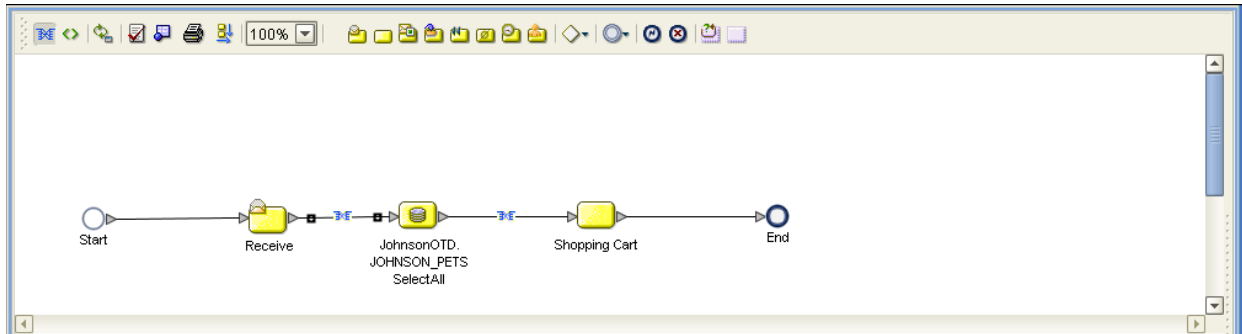 100%
Start
Receive
JohnsonOTD.
JOHNSON_PETS
SelectAll
Shopping Cart
End